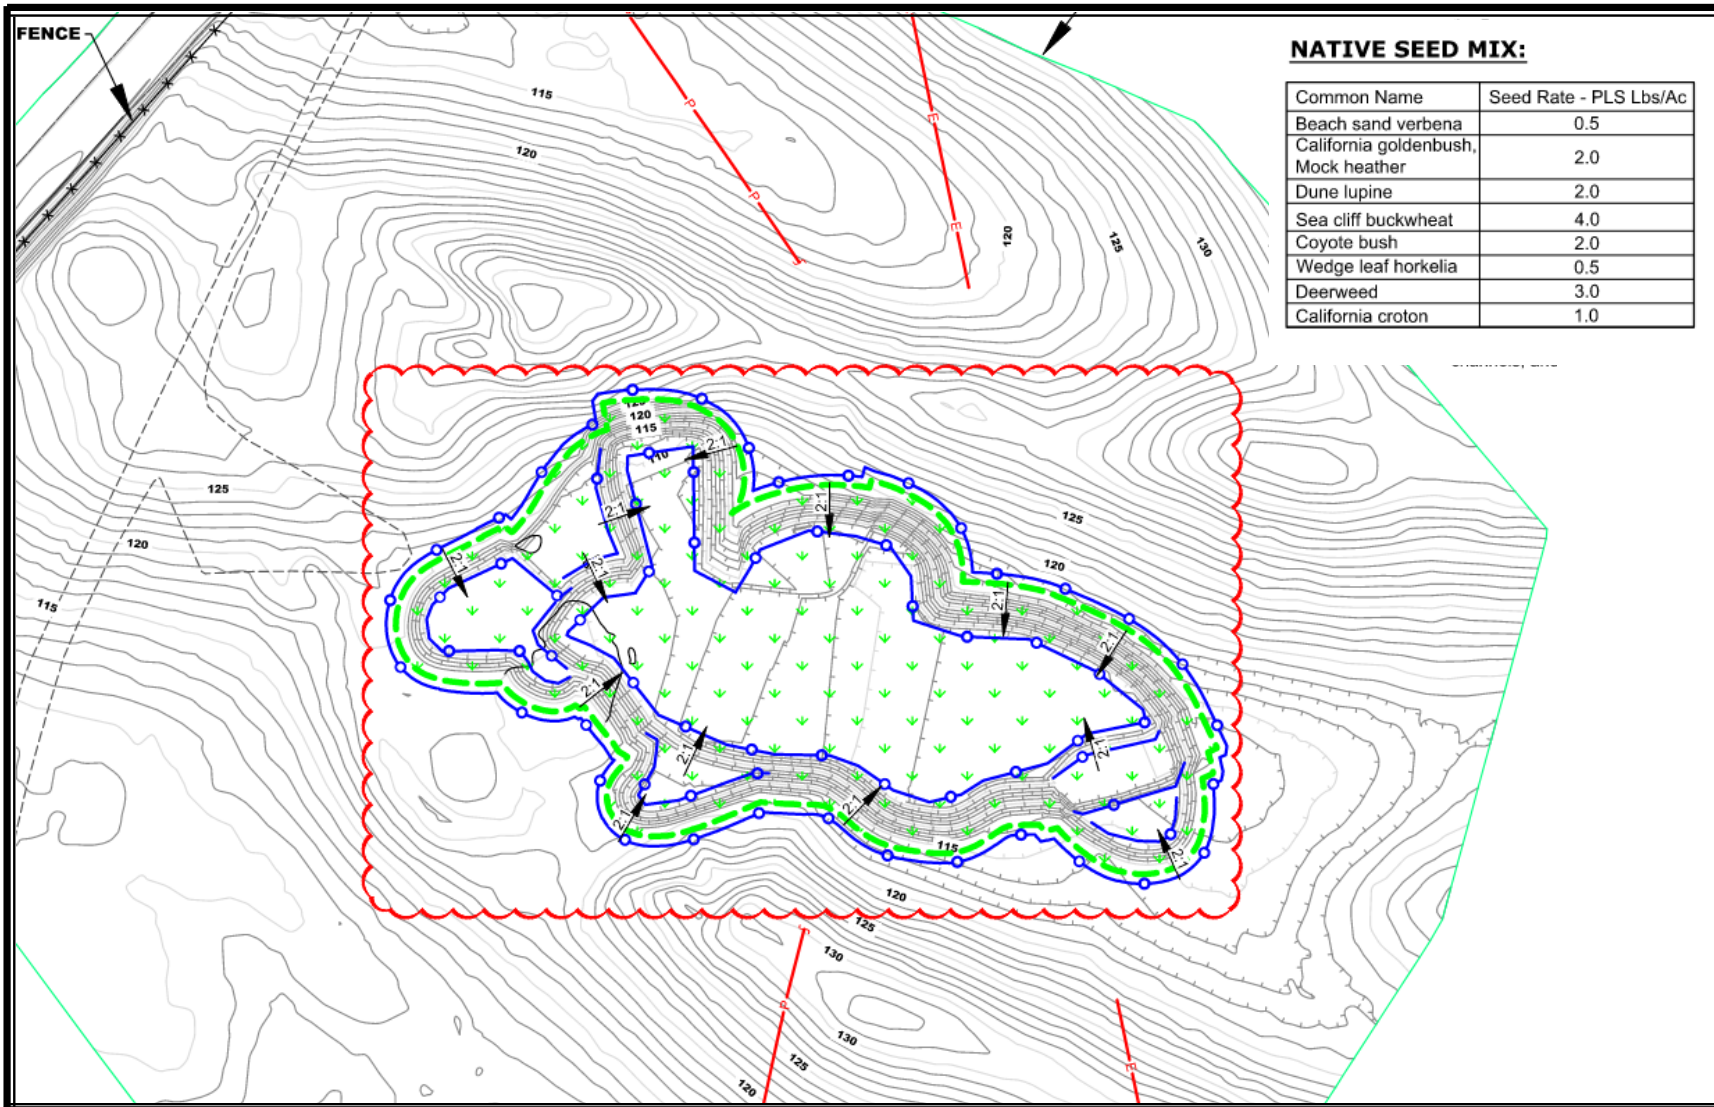 FENCE
NATIVE SEED MIX:
Common Name Seed Rate - PLS Lbs/Ac
Beach sand verbena 0.5
California goldenbush,
Mock heather 2.0
Dune lupine 2.0
Sea cliff buckwheat 4.0
Coyote bush 2.0
Wedge leaf horkelia 0.5
Deerweed 3.0
California croton 1.0
115
P
E
120
P
E
120
125
130
120
115
2:1
110
125
2:1
125
2:1
120
120
2:1
2:1
2:1
115
2:1
2:1
2:1
2:1
2:1
2:1
115
2:1
120
125
130
P
130
125
E
120